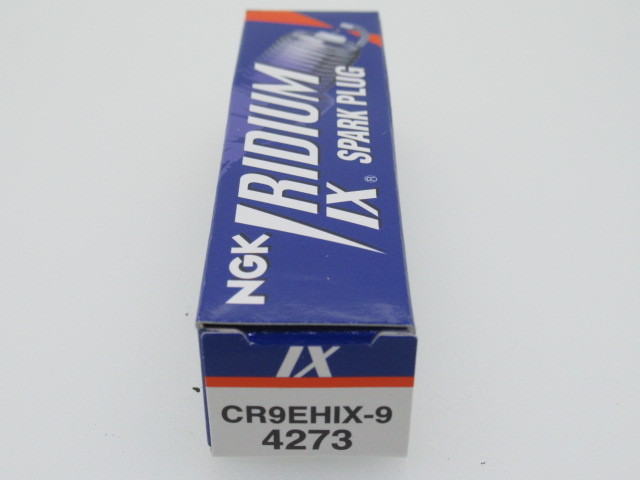 NGK IRIDIUM
IX® SPARK PLUG
IX
CR9EHIX-9
4273